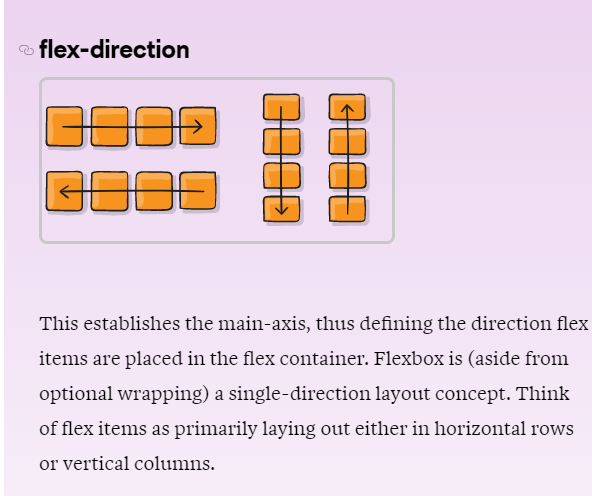 flex-direction
This establishes the main-axis, thus defining the direction flex
items are placed in the flex container. Flexbox is (aside from
optional wrapping) a single-direction layout concept. Think
of flex items as primarily laying out either in horizontal rows
or vertical columns.